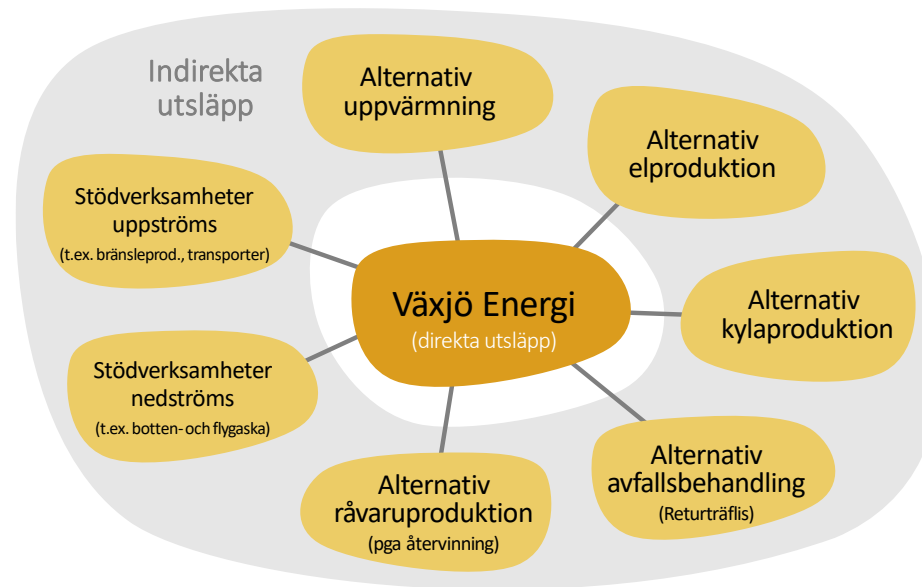 Indirekta
utsläpp
Alternativ
uppvärmning
Alternativ
elproduktion
Stödverksamheter
uppströms
(t.ex. bränsleprod., transporter)
Växjö Energi
(direkta utsläpp)
Alternativ
kylaproduktion
Stödverksamheter
nedströms
(t.ex. botten- och flygaska)
Alternativ
råvaruproduktion
(pga återvinning)
Alternativ
avfallsbehandling
(Returträflis)